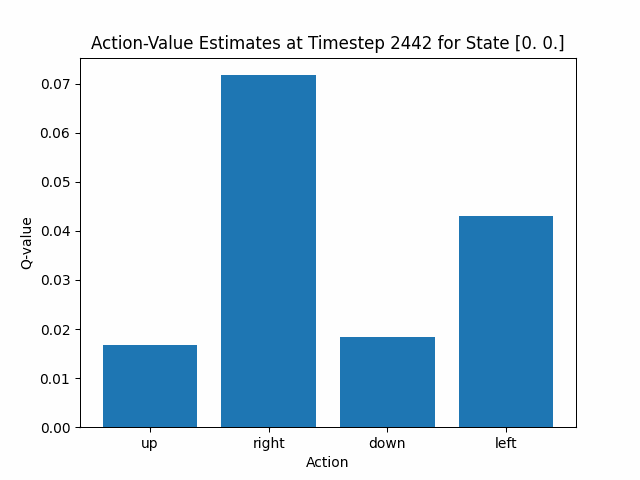 Action-Value Estimates at Timestep 2442 for State [0. 0.]
0.07
0.06
0.05
0.04
0.03
0.02
0.01
0.00
Q-value
up right down left
Action